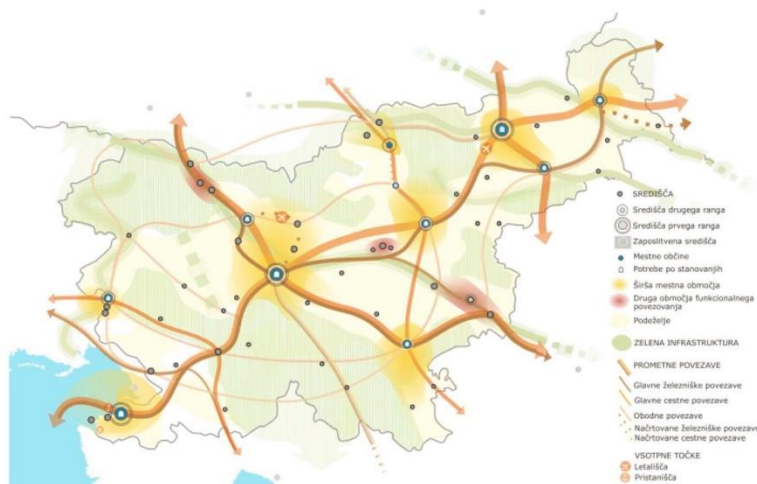 SREDIŠČA
Središča drugega ranga
Središča prvega ranga
Zaposlitvena središča
Mestne občine
Potrebe po stanovanjih
Širša mestna območja
Druga območja funkcionalnega
povezovanja
Podeželje
ZELENA INFRASTRUKTURA
PROMETNE POVEZAVE
Glavne železniške povezave
Glavne cestne povezave
Obodne povezave
Načrtovane železniške povezave
Načrtovane cestne povezave
VSOTPNE TOČKE
Letališča
Pristanišča